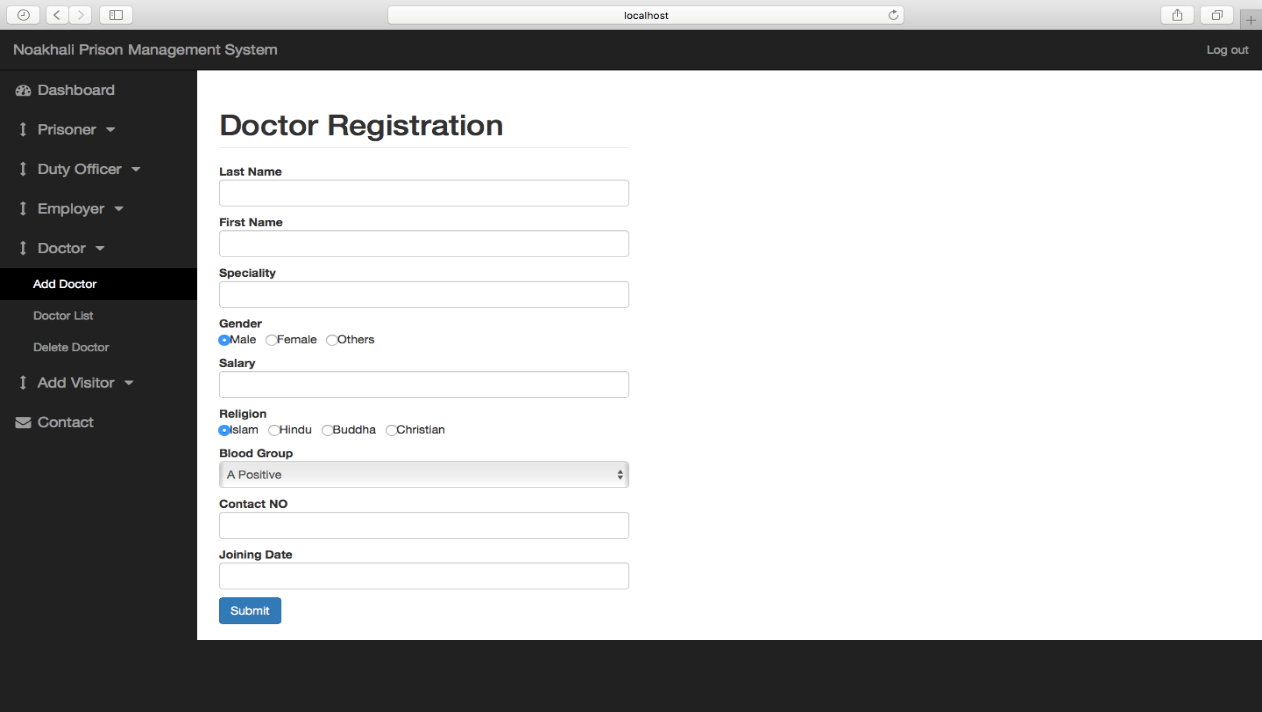 localhost
Noakhali Prison Management System
Log out
Dashboard
Prisoner
Duty Officer
Employer
Doctor
Add Doctor
Doctor List
Delete Doctor
Add Visitor
Contact
Doctor Registration
Last Name
First Name
Speciality
Gender
Male Female Others
Salary
Religion
Islam Hindu Buddha Christian
Blood Group
A Positive
Contact NO
Joining Date
Submit